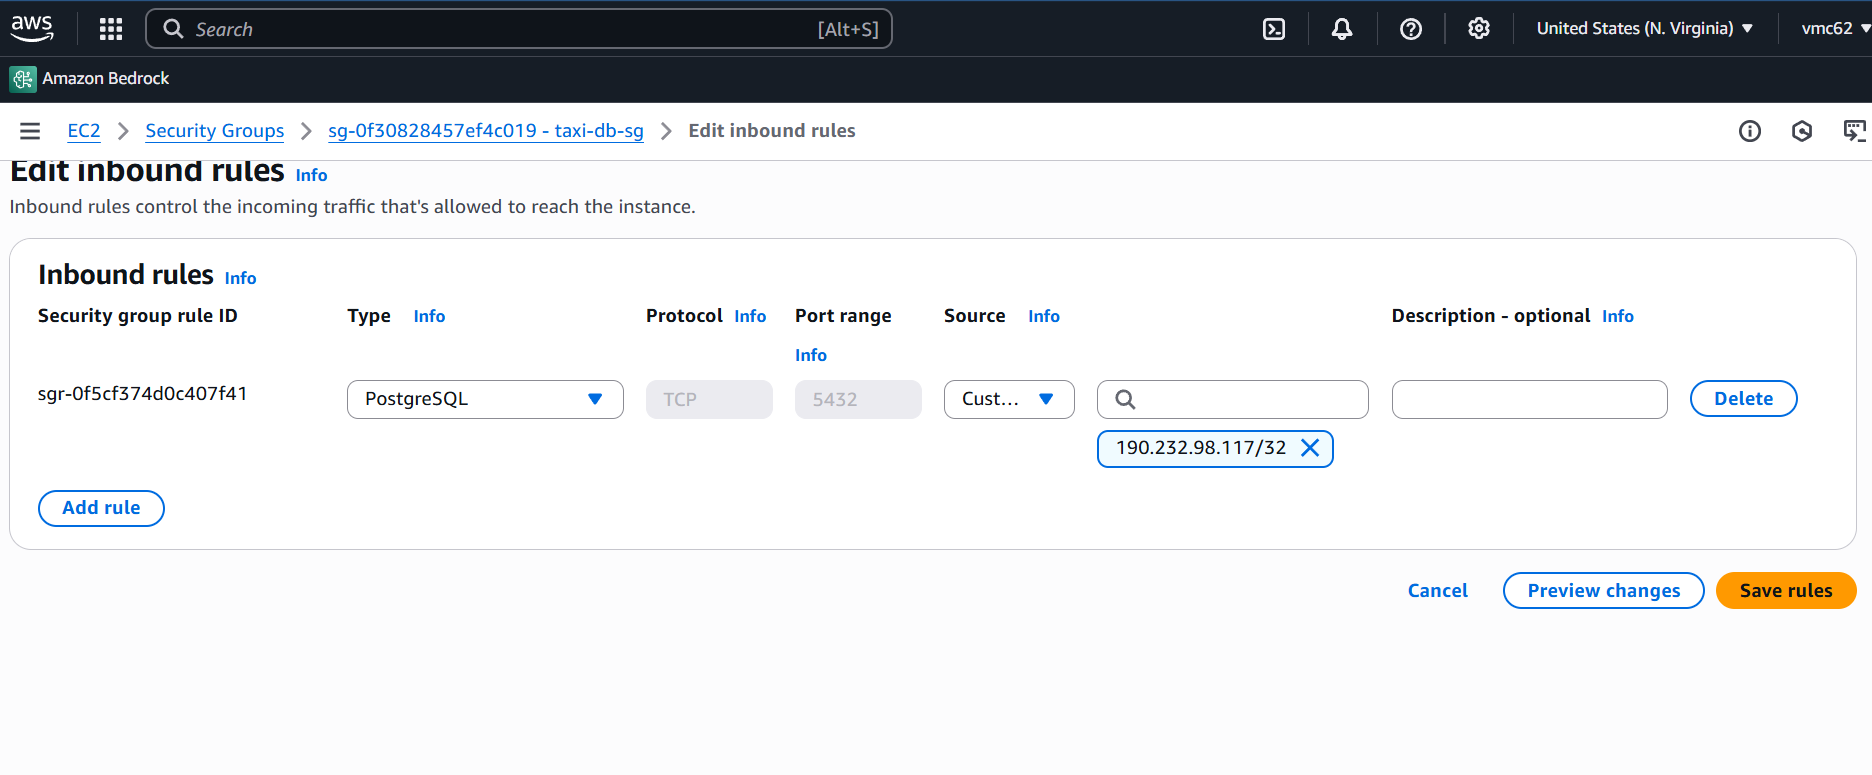 aws
Search [Alt+S]
United States (N. Virginia)
vmc62
Amazon Bedrock
EC2 > Security Groups > sg-0f30828457ef4c019 - taxi-db-sg > Edit inbound rules
Edit inbound rules Info
Inbound rules control the incoming traffic that's allowed to reach the instance.
Inbound rules Info
Security group rule ID Type Info Protocol Info Port range Source Info Description - optional Info
Info
sgr-0f5cf374d0c407f41 PostgreSQL TCP 5432 Cust... Delete
190.232.98.117/32
Add rule
Cancel Preview changes Save rules